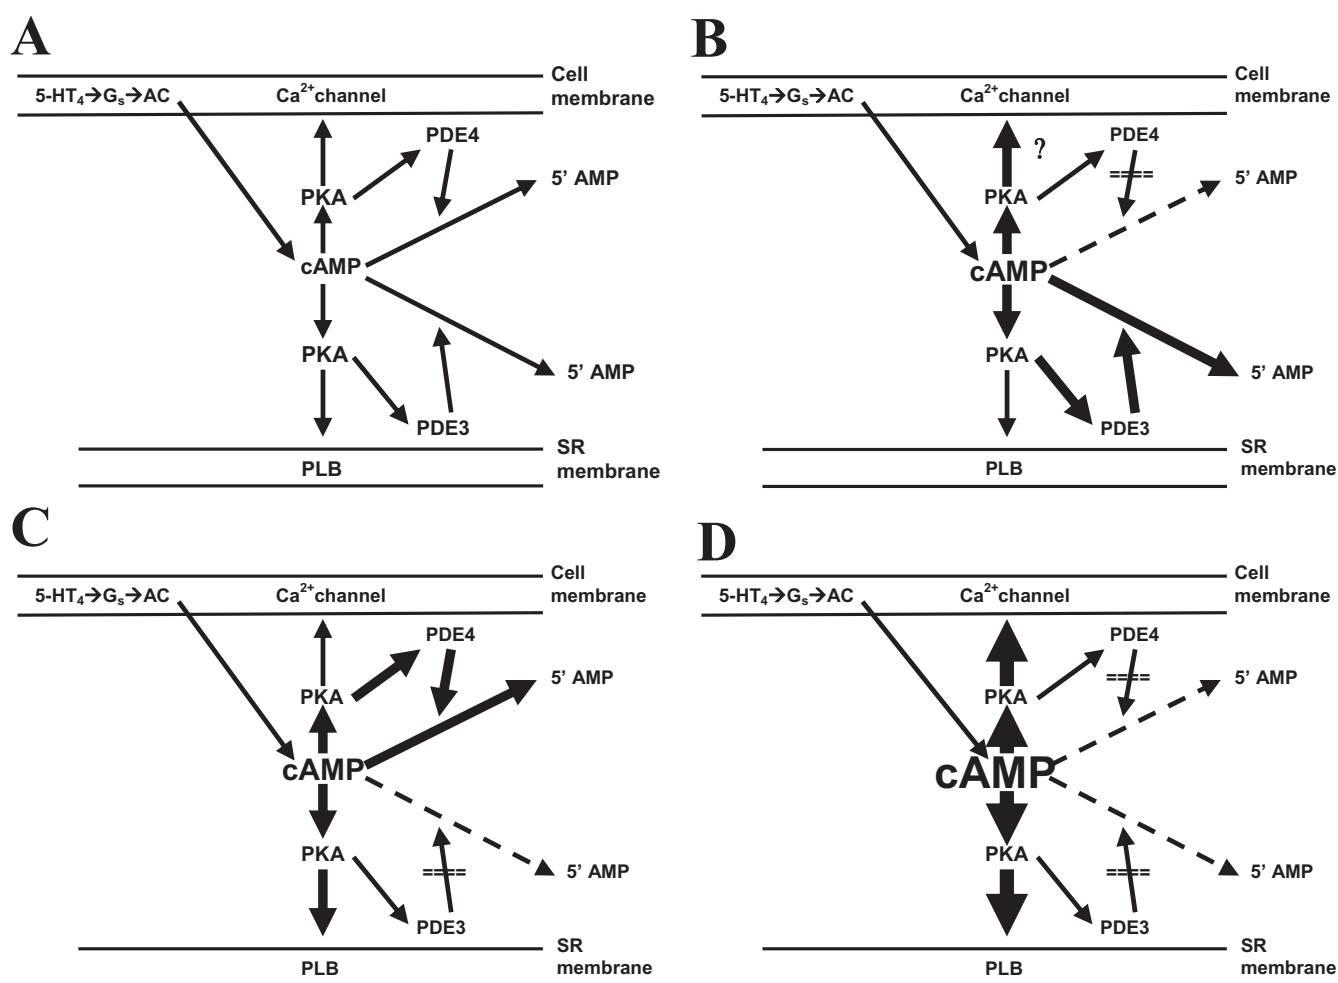 A
Cell
membrane
5-HT₄→Gₛ→AC
Ca²⁺channel
PDE4
5' AMP
PKA
cAMP
PKA
5' AMP
PDE3
SR
membrane
PLB
B
Cell
membrane
5-HT₄→Gₛ→AC
Ca²⁺channel
?
PDE4
====
5' AMP
PKA
cAMP
PKA
5' AMP
PDE3
SR
membrane
PLB
C
Cell
membrane
5-HT₄→Gₛ→AC
Ca²⁺channel
PDE4
5' AMP
PKA
cAMP
PKA
====
5' AMP
PDE3
SR
membrane
PLB
D
Cell
membrane
5-HT₄→Gₛ→AC
Ca²⁺channel
PDE4
====
5' AMP
PKA
cAMP
PKA
====
5' AMP
PDE3
SR
membrane
PLB